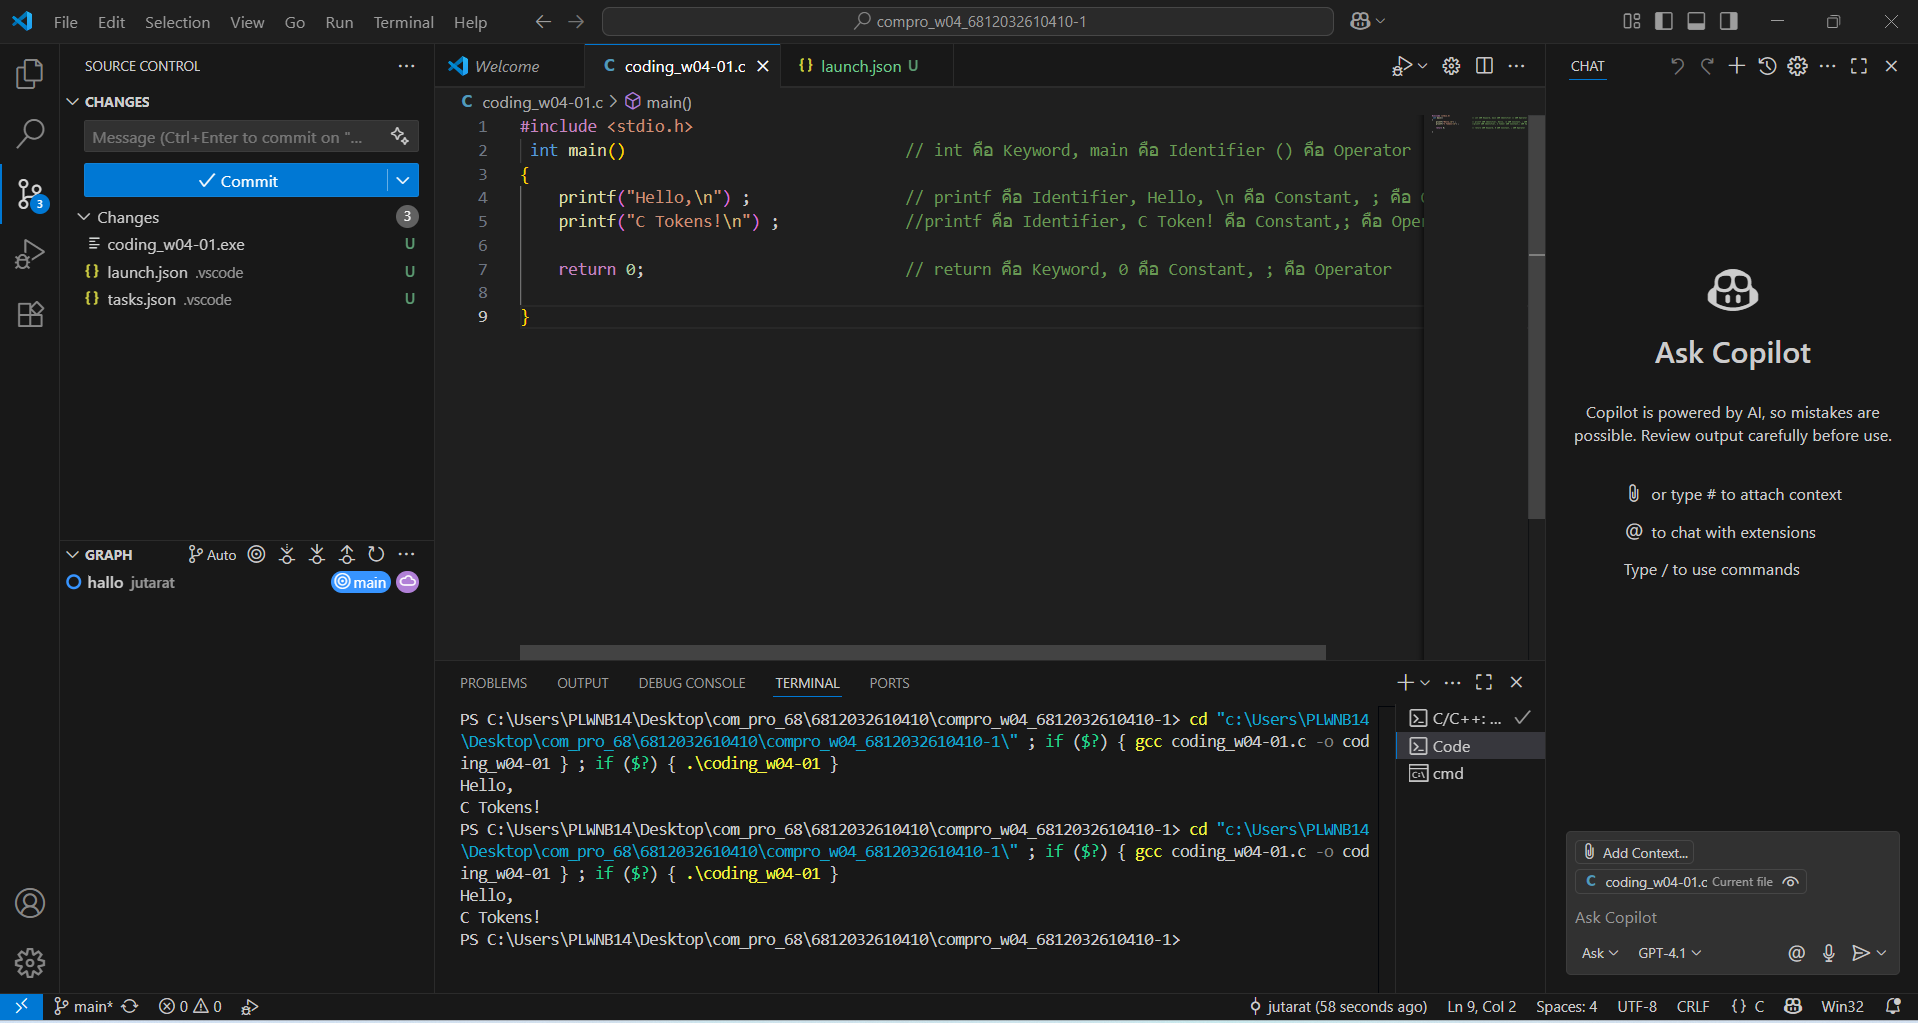 File Edit Selection View Go Run Terminal Help
compro_w04_6812032610410-1
SOURCE CONTROL
CHANGES
Message (Ctrl+Enter to commit on "...
Commit
Changes 3
coding_w04-01.exe U
launch.json .vscode U
tasks.json .vscode U
3
GRAPH Auto
hallo jutarat main
Welcome
coding_w04-01.c
launch.json U
coding_w04-01.c > main()
1 #include <stdio.h>
2 int main() // int คือ Keyword, main คือ Identifier () คือ Operator
3 {
4 printf("Hello,\n") ; // printf คือ Identifier, Hello, \n คือ Constant, ; คือ
5 printf("C Tokens!\n") ; //printf คือ Identifier, C Token! คือ Constant,; คือ Ope
6
7 return 0; // return คือ Keyword, 0 คือ Constant, ; คือ Operator
8
9 }
PROBLEMS OUTPUT DEBUG CONSOLE TERMINAL PORTS
PS C:\Users\PLWNB14\Desktop\com_pro_68\6812032610410\compro_w04_6812032610410-1> cd "c:\Users\PLWNB14
\Desktop\com_pro_68\6812032610410\compro_w04_6812032610410-1\" ; if ($?) { gcc coding_w04-01.c -o cod
ing_w04-01 } ; if ($?) { .\coding_w04-01 }
Hello,
C Tokens!
PS C:\Users\PLWNB14\Desktop\com_pro_68\6812032610410\compro_w04_6812032610410-1> cd "c:\Users\PLWNB14
\Desktop\com_pro_68\6812032610410\compro_w04_6812032610410-1\" ; if ($?) { gcc coding_w04-01.c -o cod
ing_w04-01 } ; if ($?) { .\coding_w04-01 }
Hello,
C Tokens!
PS C:\Users\PLWNB14\Desktop\com_pro_68\6812032610410\compro_w04_6812032610410-1>
C/C++: ...
Code
cmd
CHAT
Ask Copilot
Copilot is powered by AI, so mistakes are
possible. Review output carefully before use.
or type # to attach context
@ to chat with extensions
Type / to use commands
Add Context...
coding_w04-01.c Current file
Ask Copilot
Ask GPT-4.1
main* 0 0
jutarat (58 seconds ago) Ln 9, Col 2 Spaces: 4 UTF-8 CRLF {} C Win32